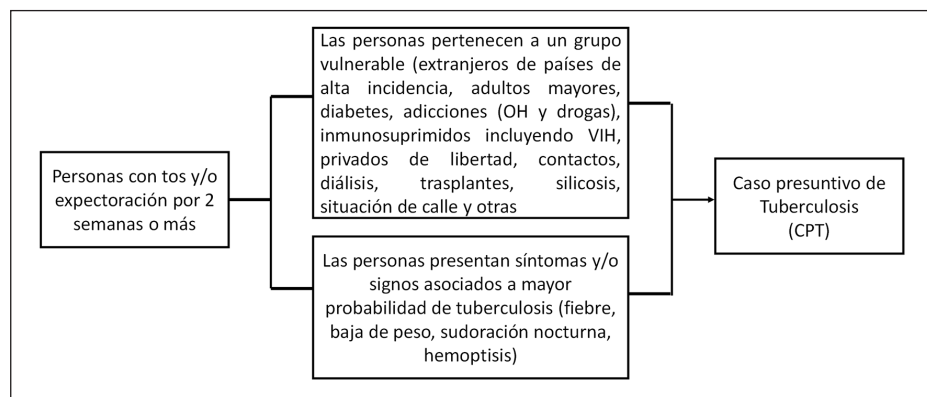 Personas con tos y/o
expectoración por 2
semanas o más
Las personas pertenecen a un grupo
vulnerable (extranjeros de países de
alta incidencia, adultos mayores,
diabetes, adicciones (OH y drogas),
inmunosuprimidos incluyendo VIH,
privados de libertad, contactos,
diálisis, trasplantes, silicosis,
situación de calle y otras
Las personas presentan síntomas y/o
signos asociados a mayor
probabilidad de tuberculosis (fiebre,
baja de peso, sudoración nocturna,
hemoptisis)
Caso presuntivo de
Tuberculosis
(CPT)